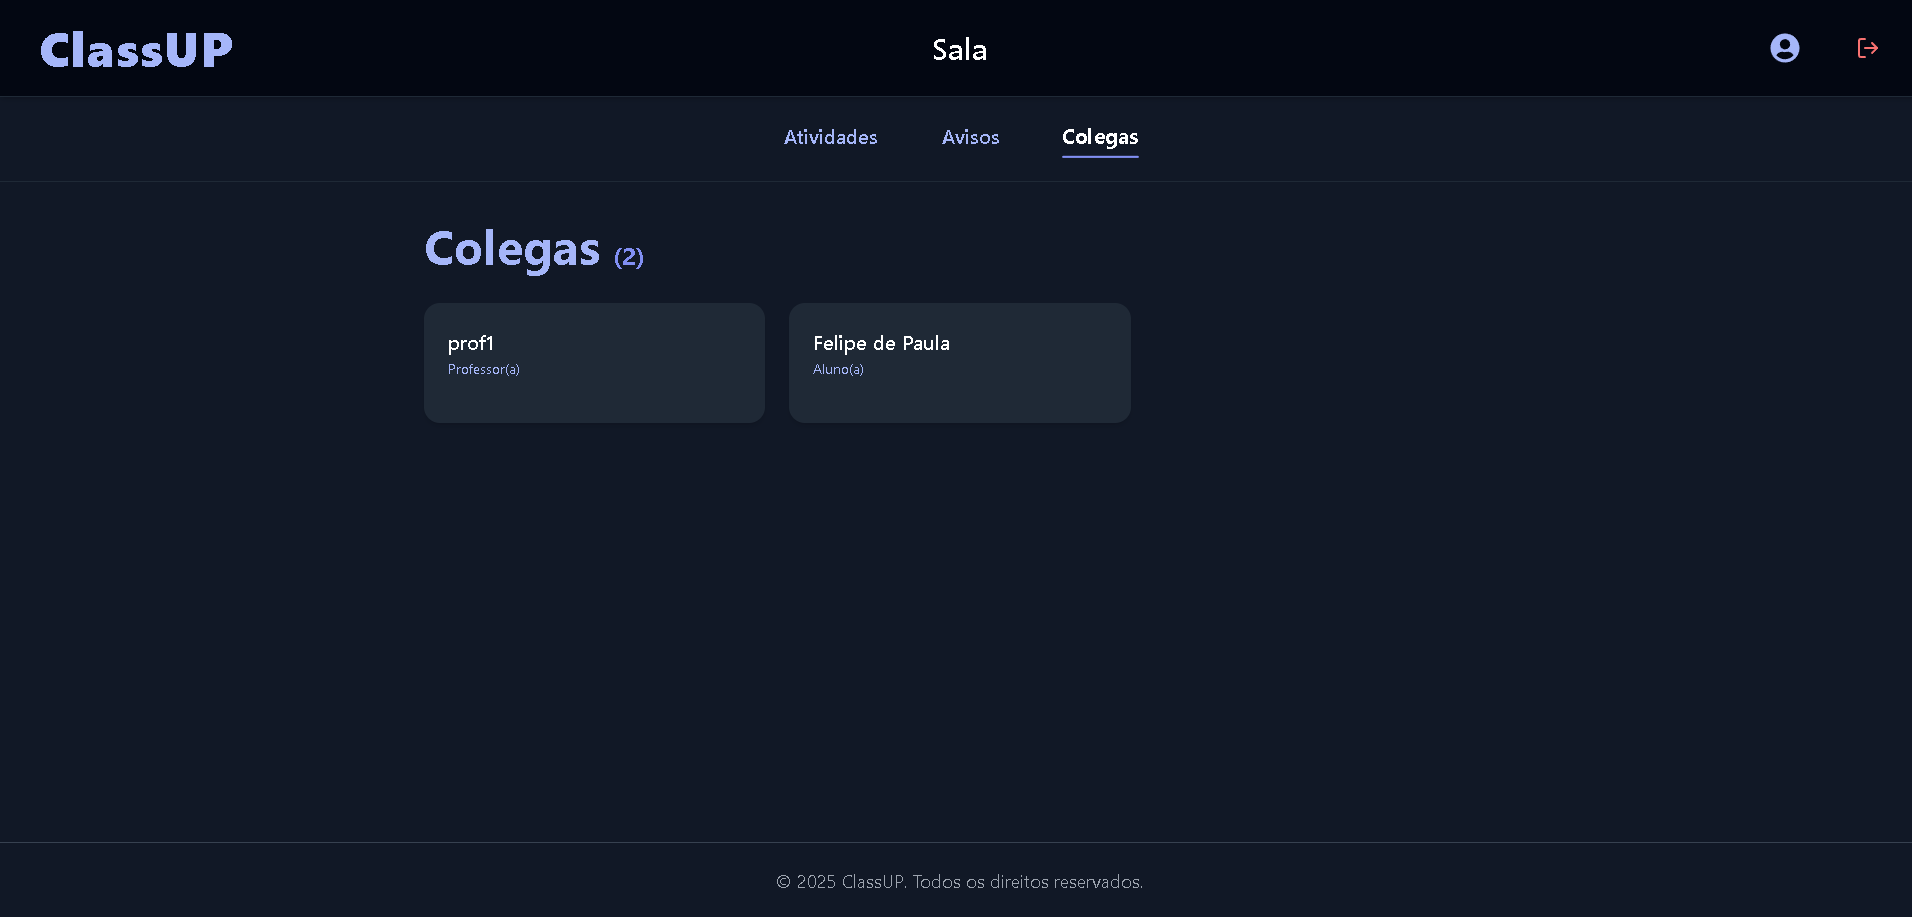 ClassUP
Sala
Atividades
Avisos
Colegas
Colegas (2)
prof1
Professor(a)
Felipe de Paula
Aluno(a)
© 2025 ClassUP. Todos os direitos reservados.